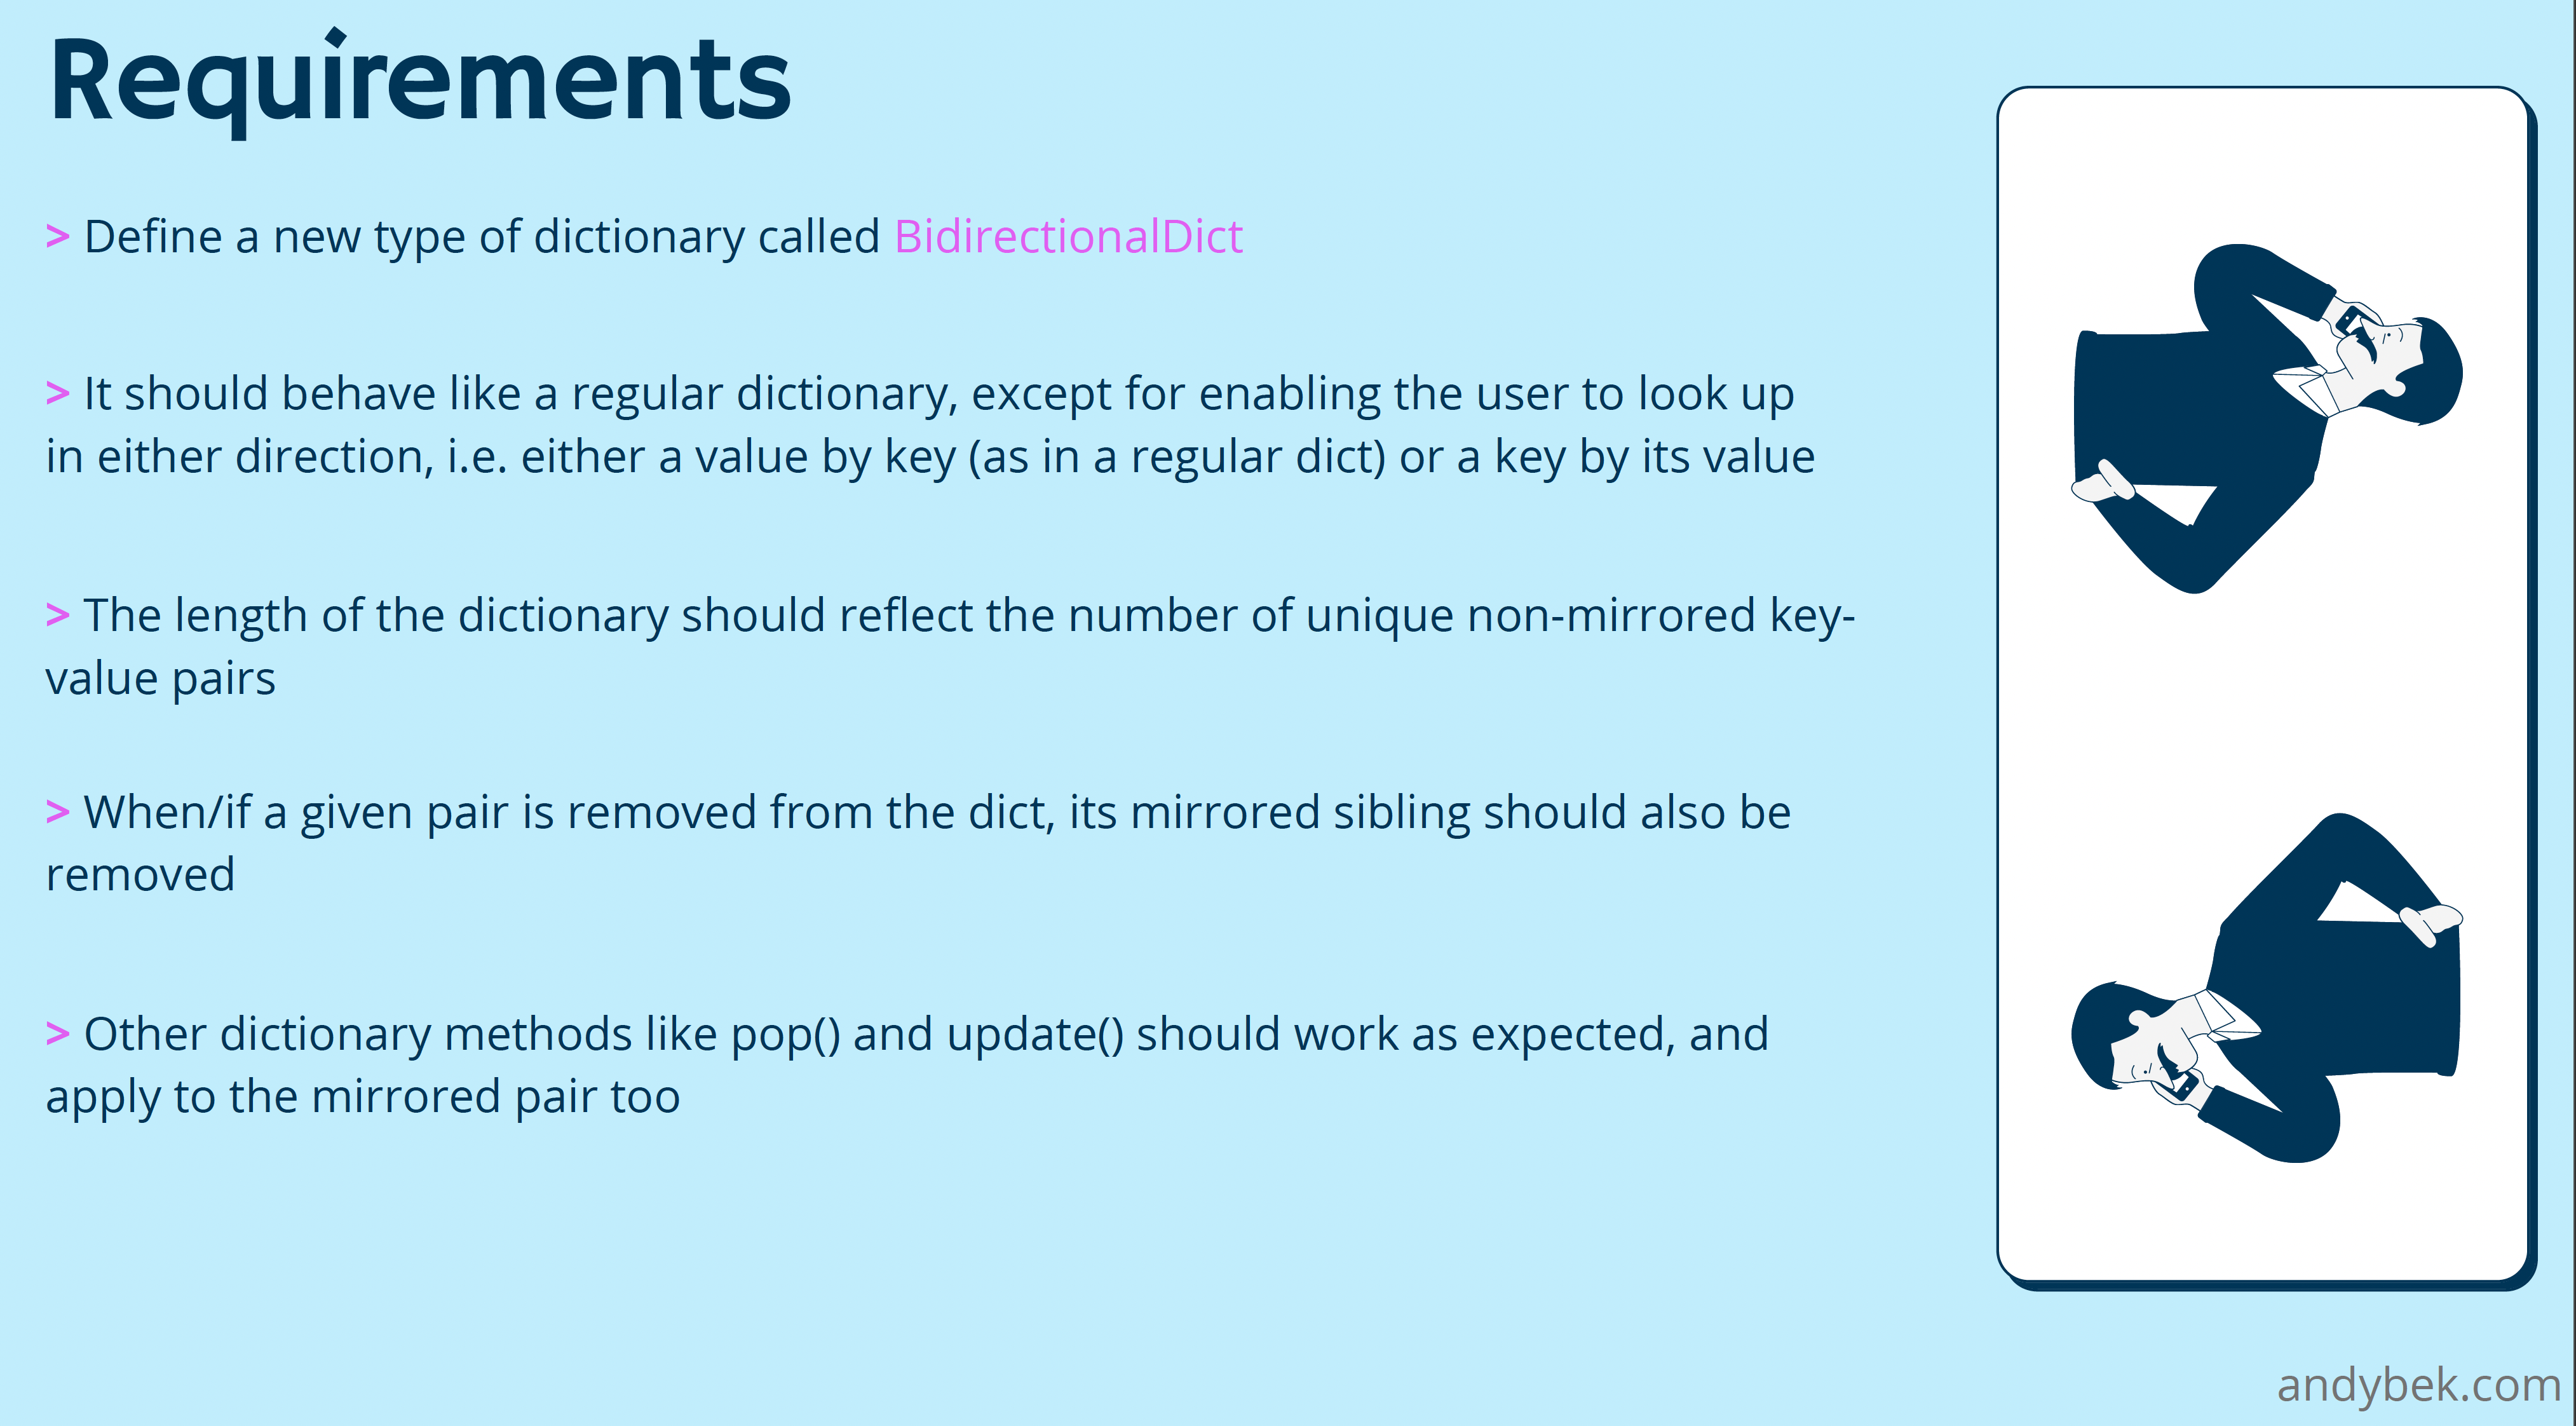 Requirements
> Define a new type of dictionary called BidirectionalDict
> It should behave like a regular dictionary, except for enabling the user to look up
in either direction, i.e. either a value by key (as in a regular dict) or a key by its value
> The length of the dictionary should reflect the number of unique non-mirrored key-
value pairs
> When/if a given pair is removed from the dict, its mirrored sibling should also be
removed
> Other dictionary methods like pop() and update() should work as expected, and
apply to the mirrored pair too
andybek.com